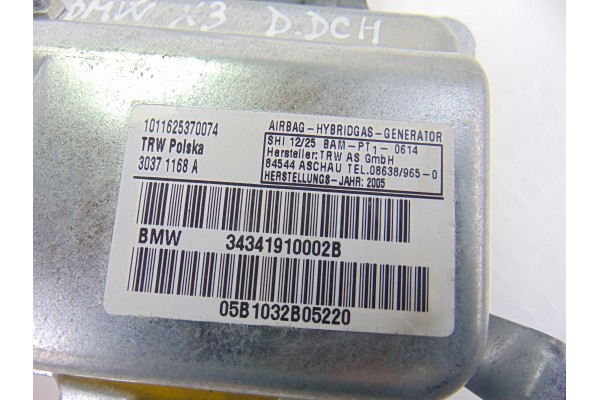 BMW X3 D.DCH
1011625370074
TRW Polska
3037 1168 A
AIRBAG-HYBRIDGAS-GENERATOR
SHI 12/25 BAM-PT1-0614
Hersteller:TRW AS GmbH
84544 ASCHAU TEL.08638/965-0
HERSTELLUNGS-JAHR: 2005
BMW 34341910002B
05B1032B05220